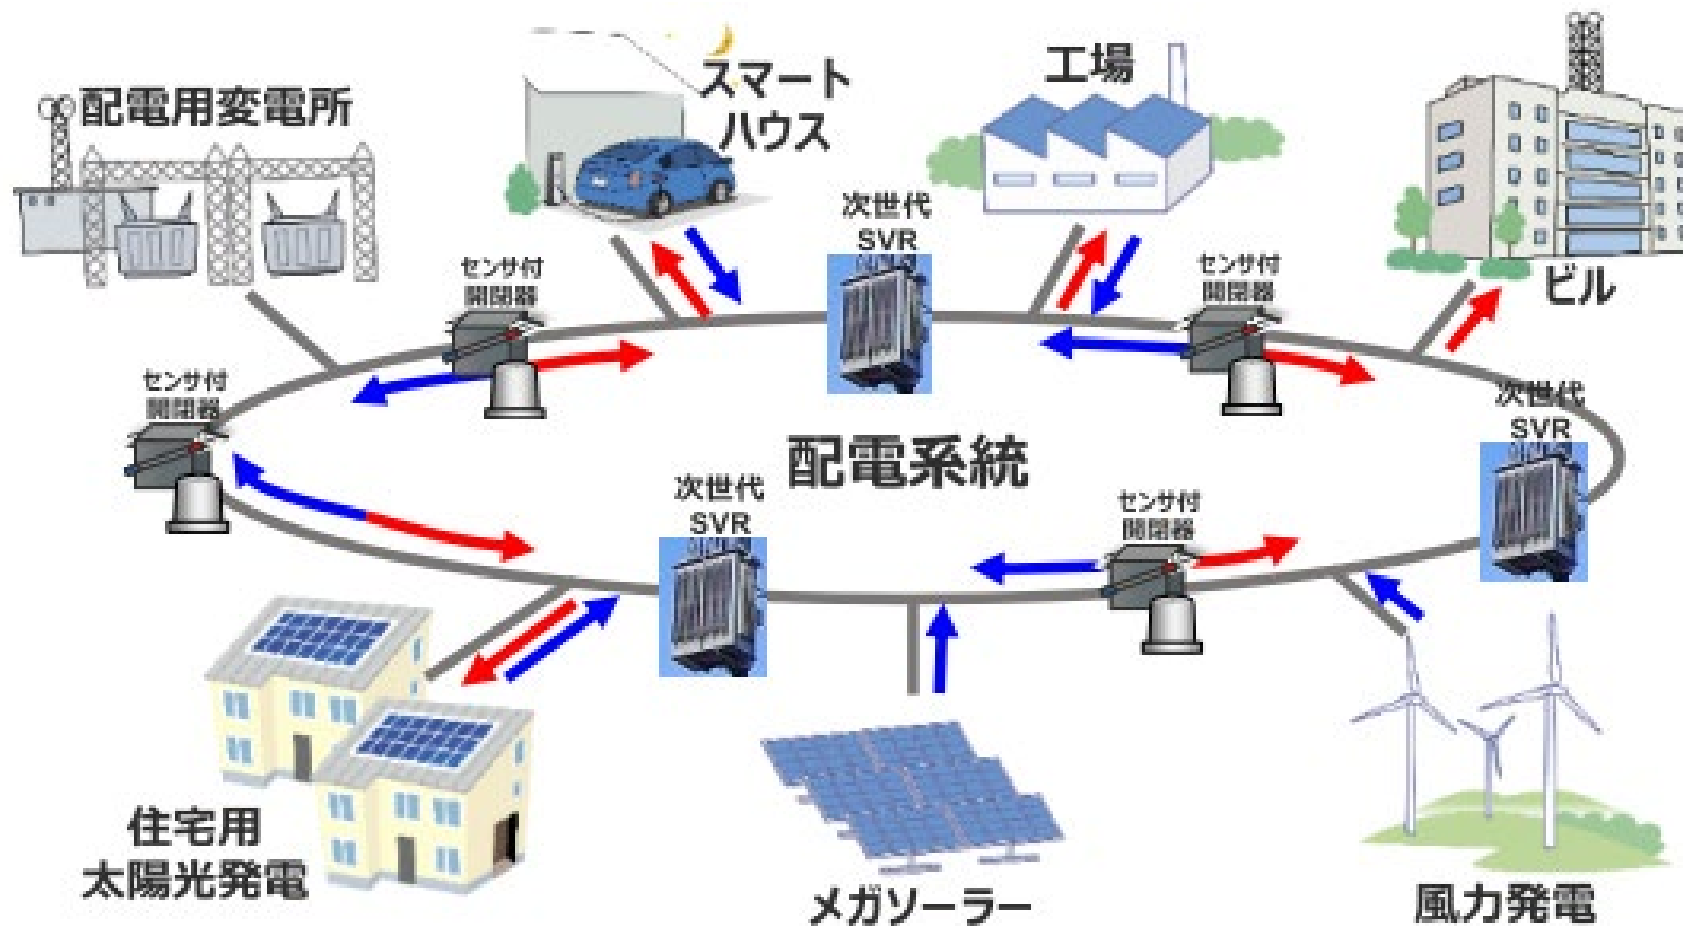 配電用変電所
スマート
ハウス
工場
次世代
SVR
センサ付
開閉器
センサ付
開閉器
ビル
センサ付
開閉器
次世代
SVR
配電系統
次世代
SVR
センサ付
開閉器
住宅用
太陽光発電
メガソーラー
風力発電